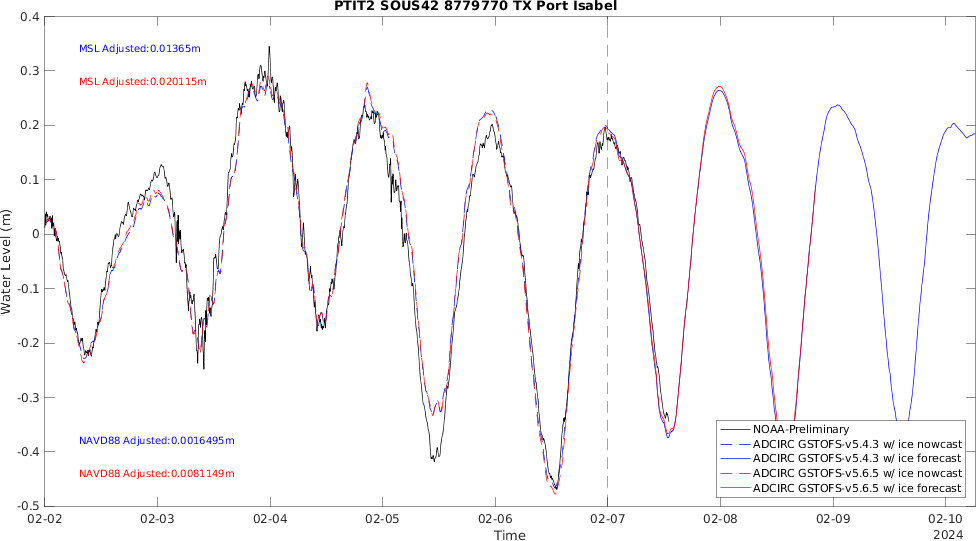 PTIT2 SOUS42 8779770 TX Port Isabel
0.4
0.3
0.2
0.1
0
-0.1
-0.2
-0.3
-0.4
-0.5
Water Level (m)
MSL Adjusted:0.01365m
MSL Adjusted:0.020115m
NAVD88 Adjusted:0.0016495m
NAVD88 Adjusted:0.0081149m
NOAA-Preliminary
ADCIRC GSTOFS-v5.4.3 w/ ice nowcast
ADCIRC GSTOFS-v5.4.3 w/ ice forecast
ADCIRC GSTOFS-v5.6.5 w/ ice nowcast
ADCIRC GSTOFS-v5.6.5 w/ ice forecast
02-02 02-03 02-04 02-05 02-06 02-07 02-08 02-09 02-10
Time
2024